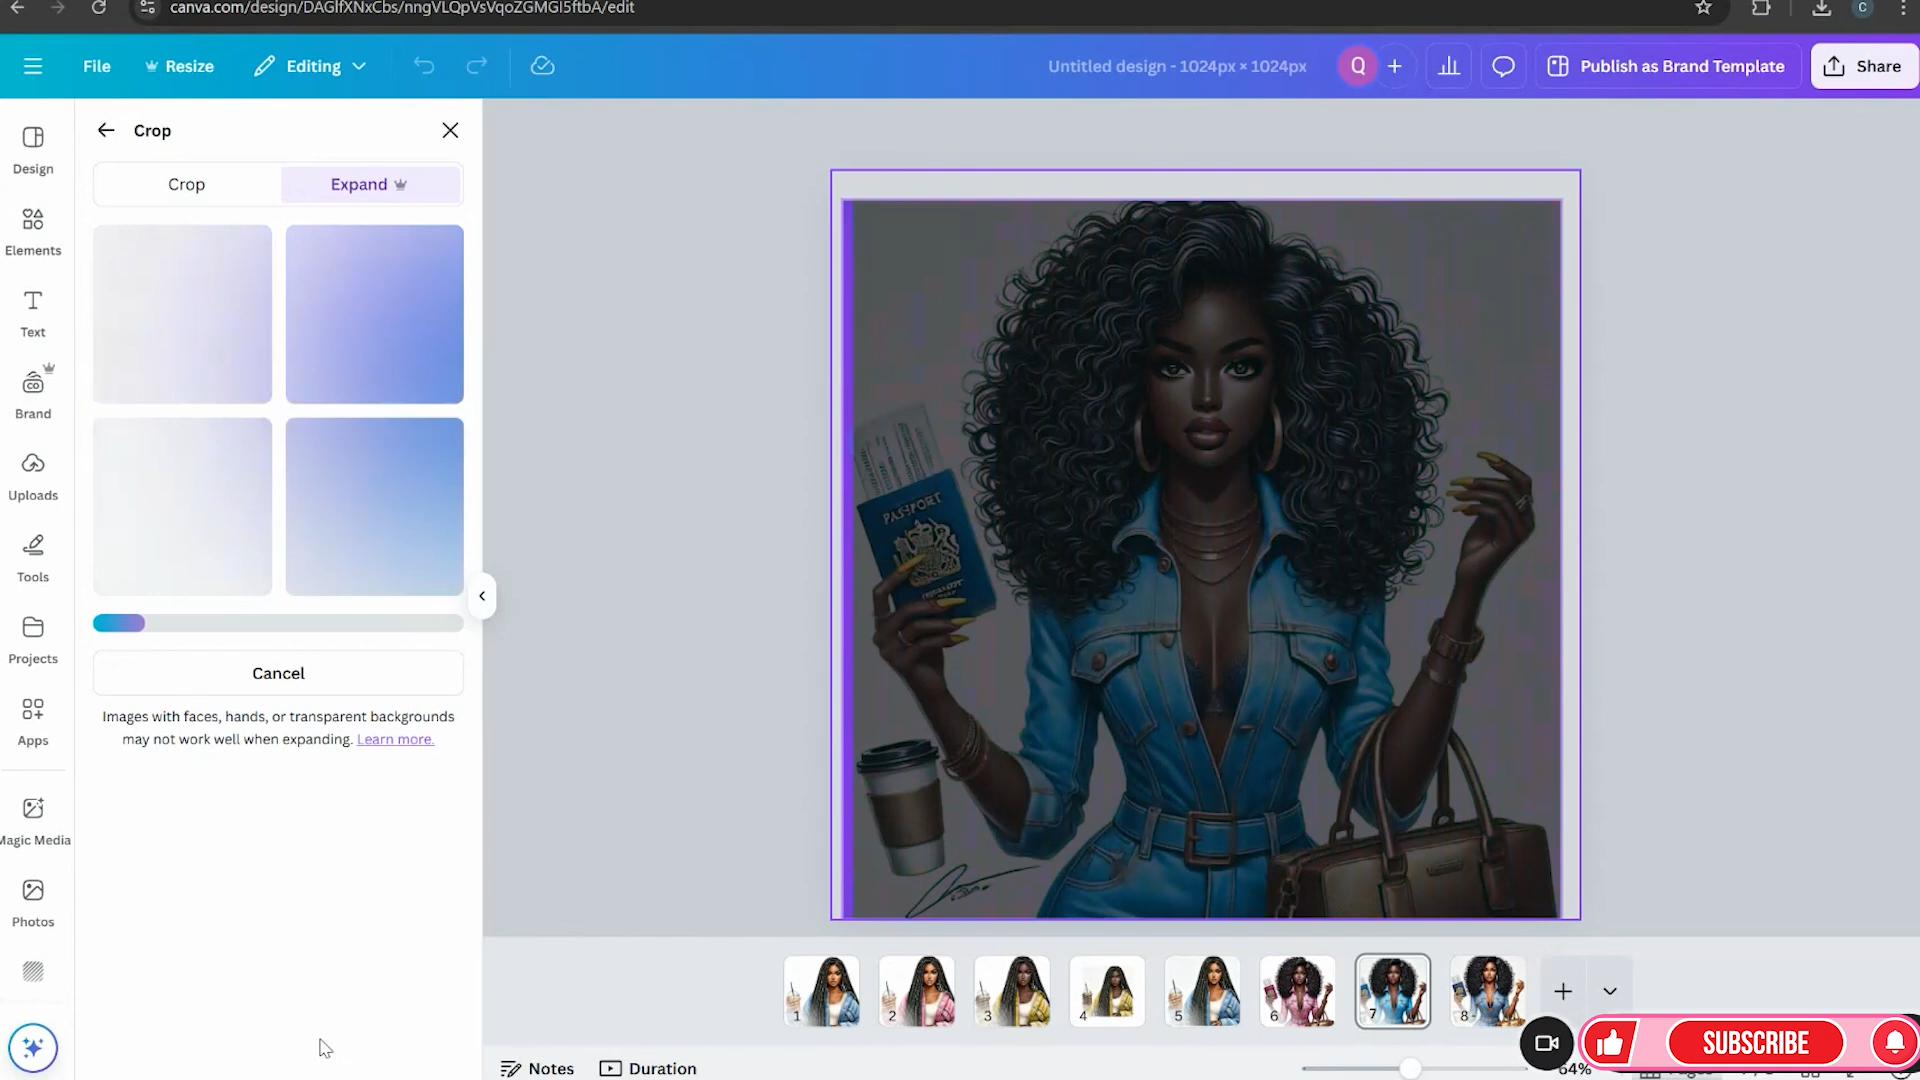 canva.com/design/DAGlfXNxCbs/nngVLQpVsVqoZGMGl5ftbA/edit
C
File
Resize
Editing
Untitled design - 1024px × 1024px
Q
Publish as Brand Template
Share
Design
Elements
Text
Brand
Uploads
Tools
Projects
Apps
Magic Media
Photos
Crop
Crop
Expand
Cancel
Images with faces, hands, or transparent backgrounds
may not work well when expanding. Learn more.
PASSPORT
1
2
3
4
5
6
7
8
Notes
Duration
64%
SUBSCRIBE